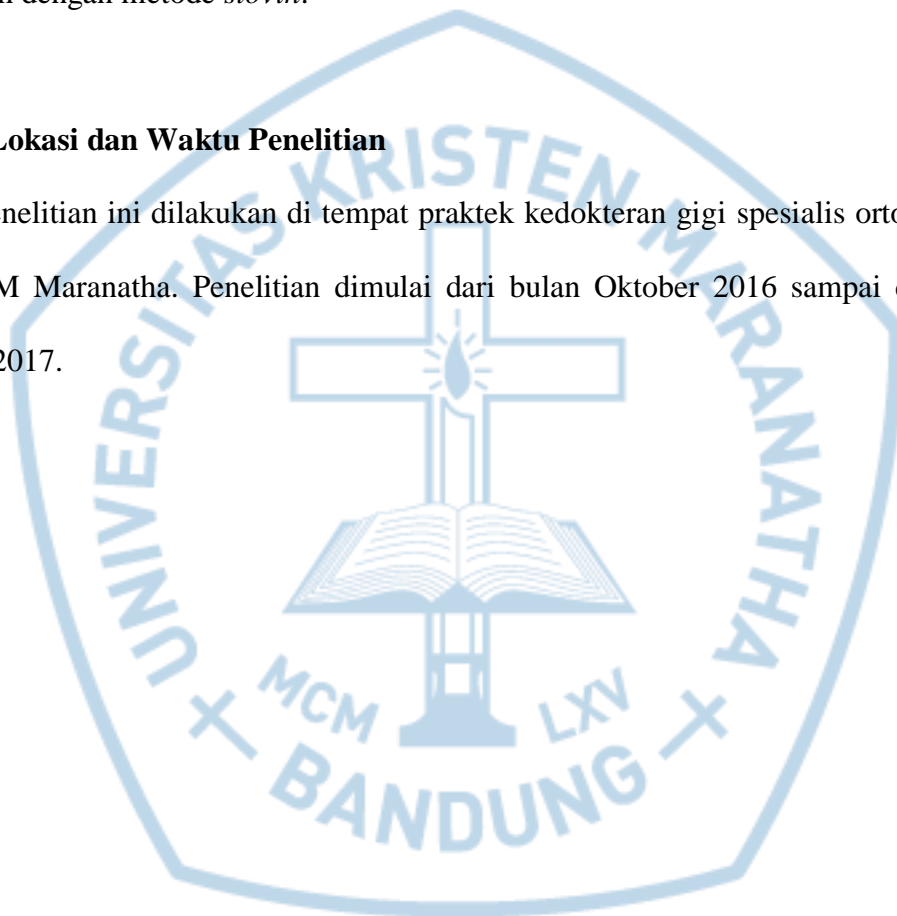 dengan metode slovin.
Lokasi dan Waktu Penelitian
enelitian ini dilakukan di tempat praktek kedokteran gigi spesialis orto
M Maranatha. Penelitian dimulai dari bulan Oktober 2016 sampai
2017.
UNIVERSITAS KRISTEN MARANATHA
MCM LXV
BANDUNG